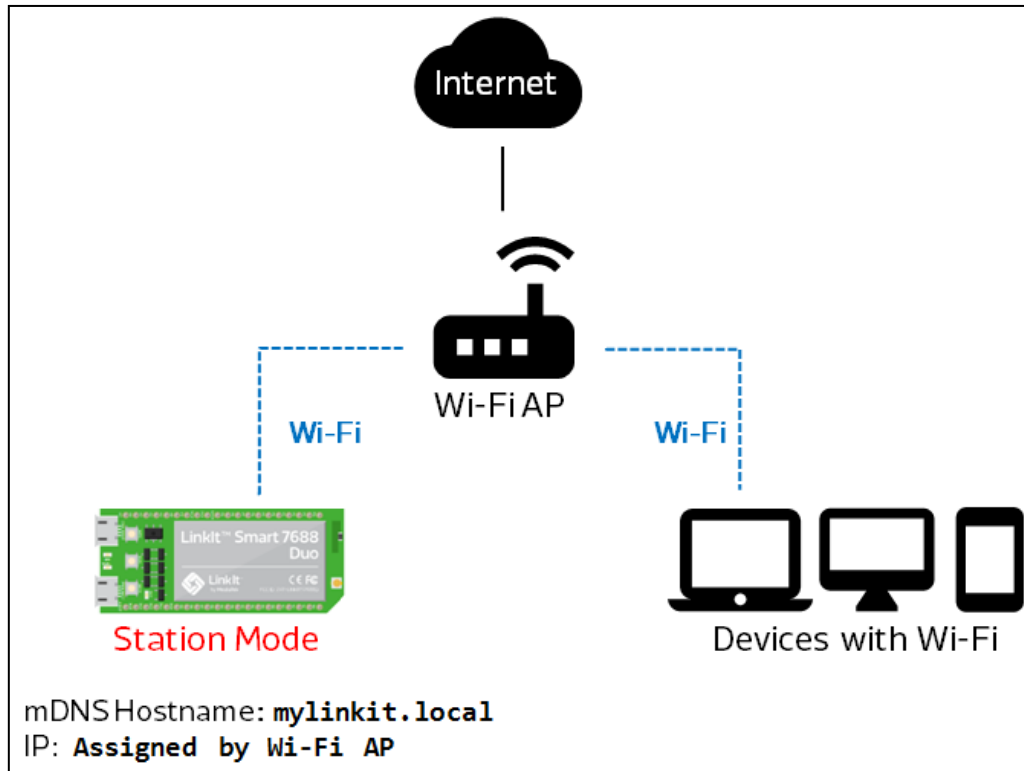 Internet
Wi-Fi AP
Wi-Fi
Wi-Fi
LinkIt™ Smart 7688
Duo
LinkIt
CE FC
Station Mode
Devices with Wi-Fi
mDNS Hostname: mylinkit.local
IP: Assigned by Wi-Fi AP